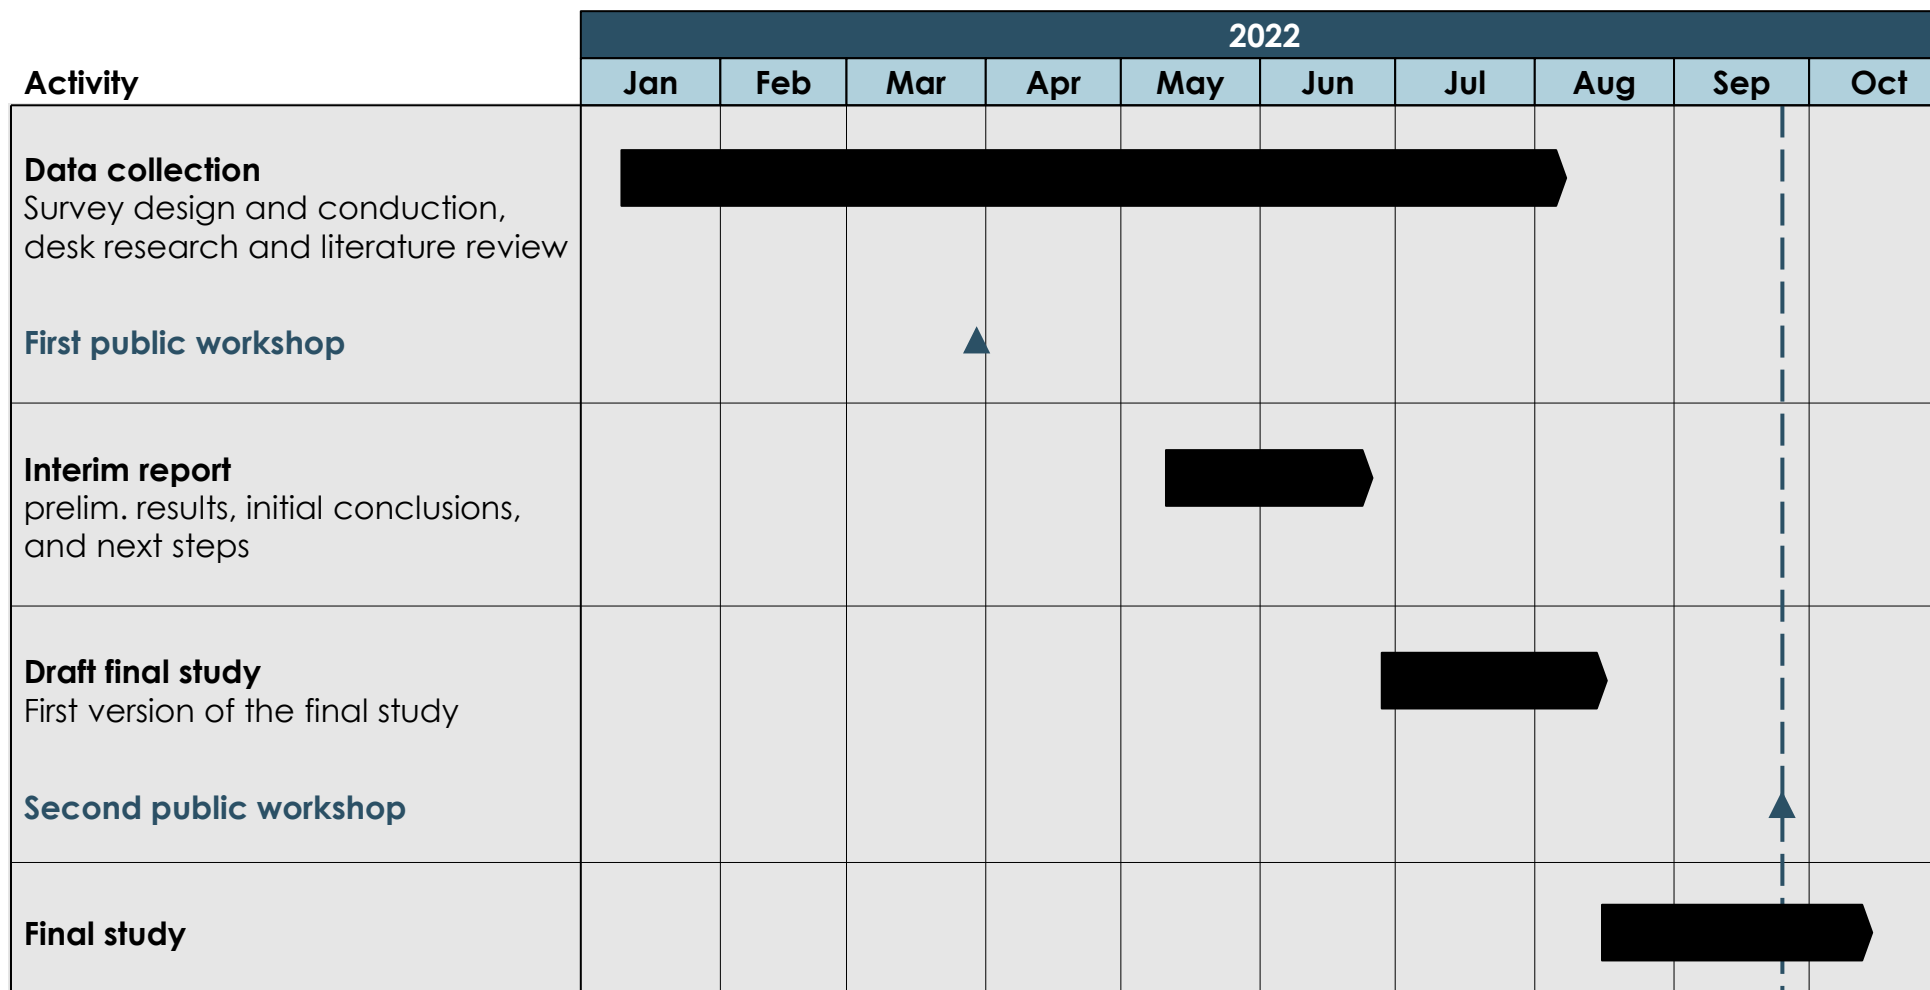 2022
Activity Jan Feb Mar Apr May Jun Jul Aug Sep Oct
Data collection
Survey design and conduction,
desk research and literature review
First public workshop
Interim report
prelim. results, initial conclusions,
and next steps
Draft final study
First version of the final study
Second public workshop
Final study